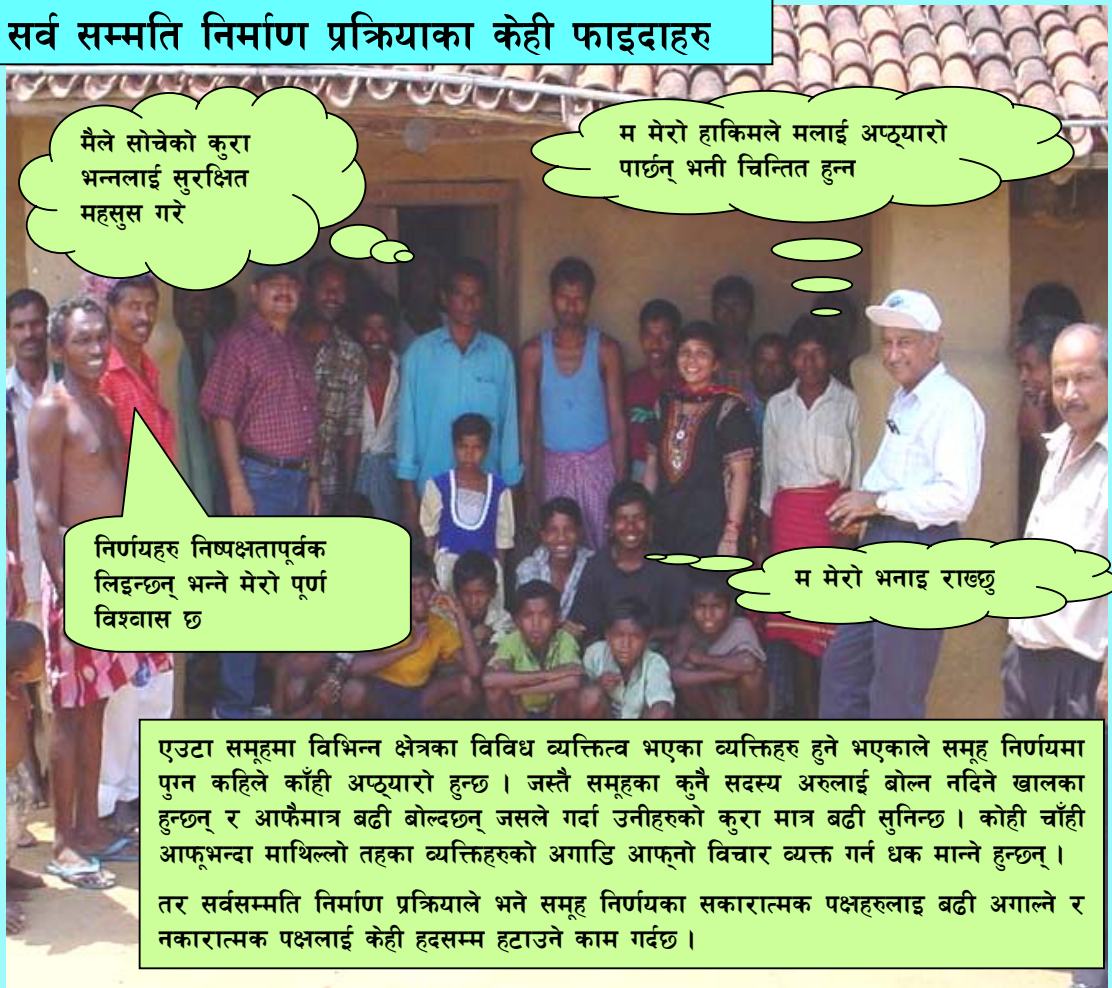 सर्व सम्मति निर्माण प्रक्रियाका केही फाइदाहरु
मैले सोचेको कुरा
भन्नलाई सुरक्षित
महसुस गरे
म मेरो हाकिमले मलाई अप्ठ्यारो
पार्छन् भनी चिन्तित हुन्न
निर्णयहरु निष्पक्षतापूर्वक
लिइन्छन् भन्ने मेरो पूर्ण
विश्वास छ
म मेरो भनाइ राख्छु
एउटा समूहमा विभिन्न क्षेत्रका विविध व्यक्तित्व भएका व्यक्तिहरु हुने भएकाले समूह निर्णयमा
पुग्न कहिले काँही अप्ठ्यारो हुन्छ । जस्तै समूहका कुनै सदस्य अरुलाई बोल्न नदिने खालका
हुन्छन् र आफैमात्र बढी बोल्दछन् जसले गर्दा उनीहरुको कुरा मात्र बढी सुनिन्छ । कोही चाँही
आफूभन्दा माथिल्लो तहका व्यक्तिहरुको अगाडि आफ्नो विचार व्यक्त गर्न धक मान्ने हुन्छन् ।
तर सर्वसम्मति निर्माण प्रक्रियाले भने समूह निर्णयका सकारात्मक पक्षहरुलाइ बढी अगाल्ने र
नकारात्मक पक्षलाई केही हदसम्म हटाउने काम गर्दछ ।